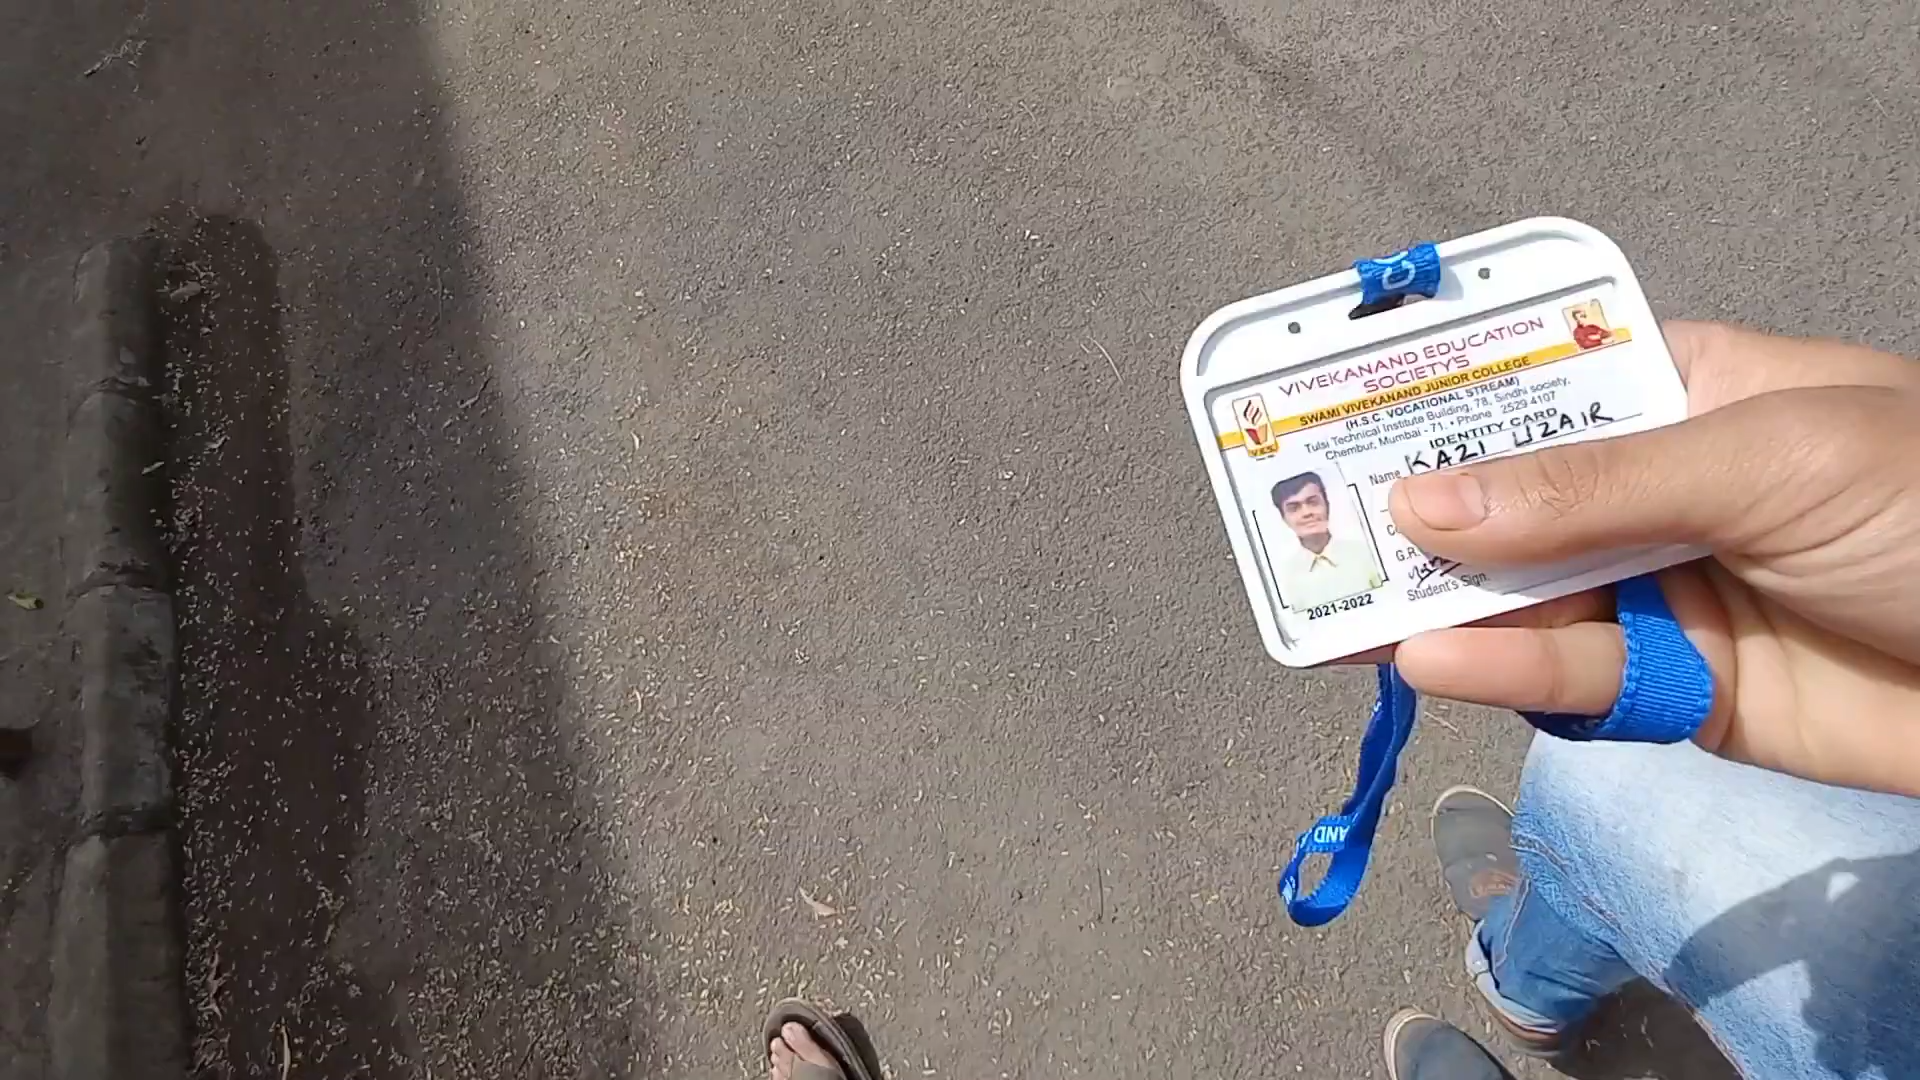 VIVEKANAND EDUCATION
SOCIETY'S
SWAMI VIVEKANAND JUNIOR COLLEGE
(H.S.C. VOCATIONAL STREAM)
Tulsi Technical Institute Building, 78, Sindhi society,
Chembur, Mumbai - 71. • Phone 2529 4107
IDENTITY CARD
Name KAZI UZAIR
G.R.
Student's Sign.
2021-2022
V.E.S.
AND